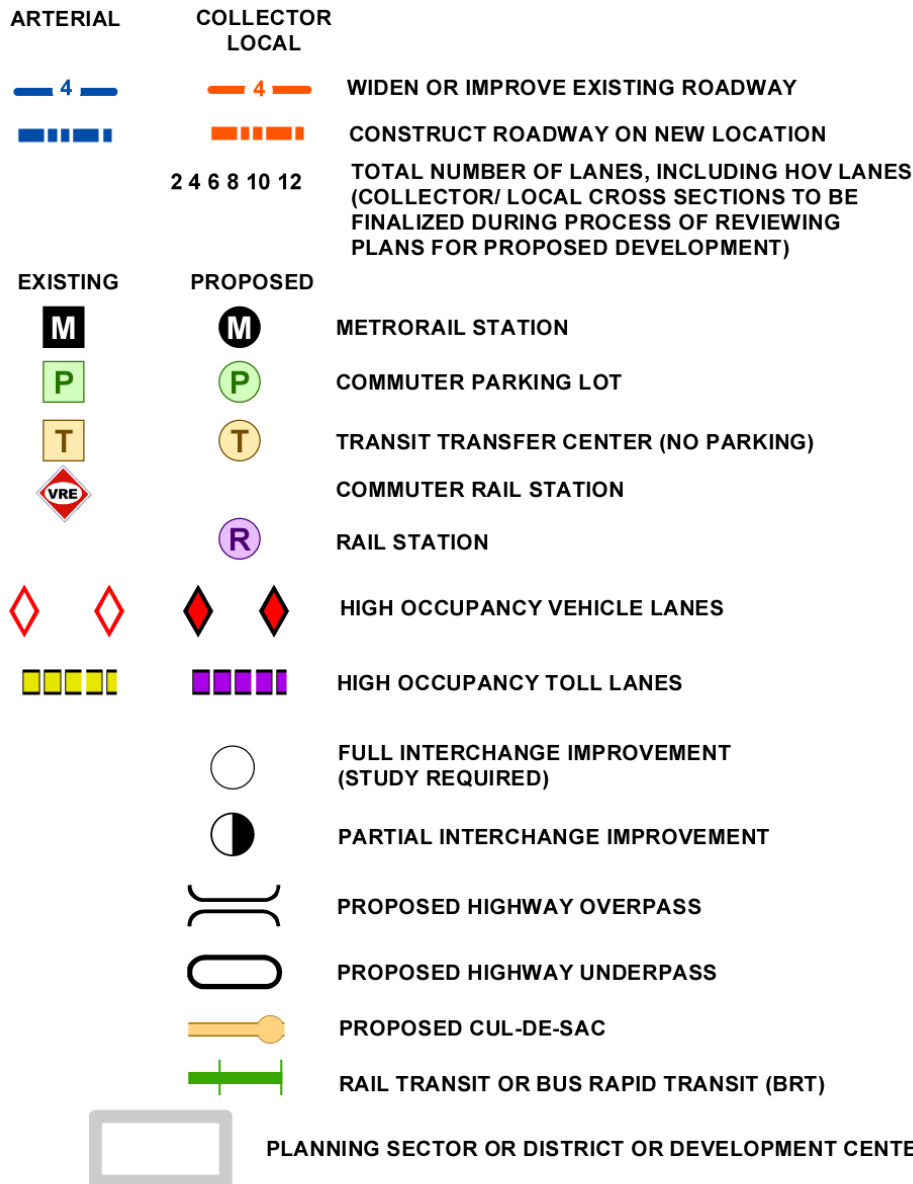 ARTERIAL
COLLECTOR
LOCAL
4
4
WIDEN OR IMPROVE EXISTING ROADWAY
CONSTRUCT ROADWAY ON NEW LOCATION
2 4 6 8 10 12
TOTAL NUMBER OF LANES, INCLUDING HOV LANES
(COLLECTOR/ LOCAL CROSS SECTIONS TO BE
FINALIZED DURING PROCESS OF REVIEWING
PLANS FOR PROPOSED DEVELOPMENT)
EXISTING
PROPOSED
M
M
METRORAIL STATION
P
P
COMMUTER PARKING LOT
T
T
TRANSIT TRANSFER CENTER (NO PARKING)
VRE
COMMUTER RAIL STATION
R
RAIL STATION
HIGH OCCUPANCY VEHICLE LANES
HIGH OCCUPANCY TOLL LANES
FULL INTERCHANGE IMPROVEMENT
(STUDY REQUIRED)
PARTIAL INTERCHANGE IMPROVEMENT
PROPOSED HIGHWAY OVERPASS
PROPOSED HIGHWAY UNDERPASS
PROPOSED CUL-DE-SAC
RAIL TRANSIT OR BUS RAPID TRANSIT (BRT)
PLANNING SECTOR OR DISTRICT OR DEVELOPMENT CENTE